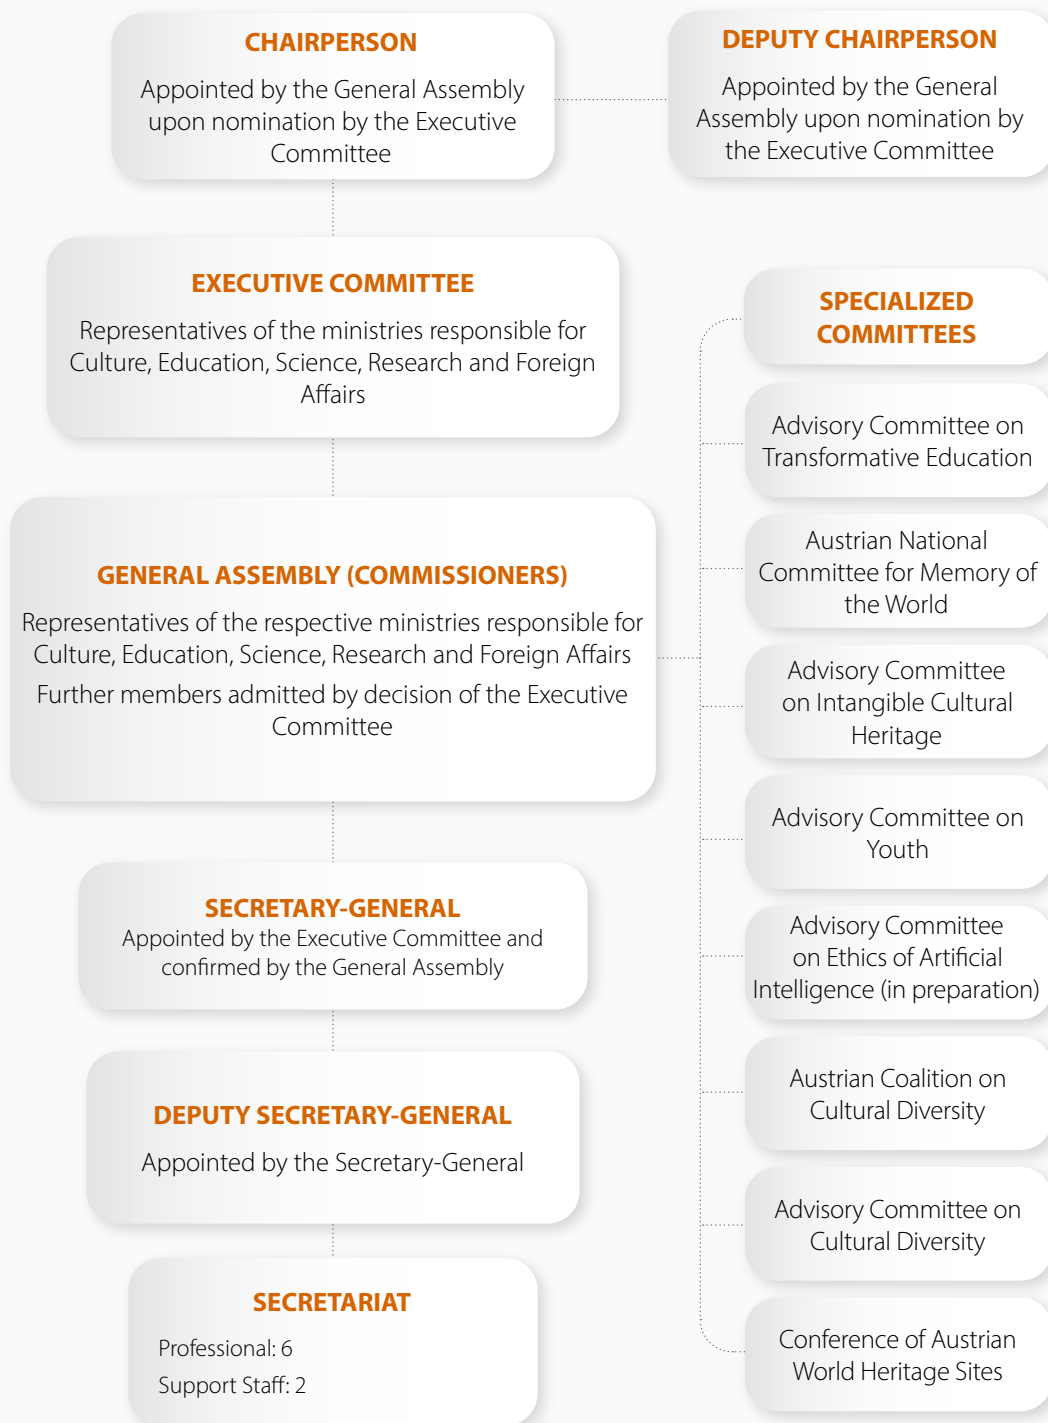 CHAIRPERSON
Appointed by the General Assembly
upon nomination by the Executive
Committee
DEPUTY CHAIRPERSON
Appointed by the General
Assembly upon nomination by
the Executive Committee
EXECUTIVE COMMITTEE
Representatives of the ministries responsible for
Culture, Education, Science, Research and Foreign
Affairs
GENERAL ASSEMBLY (COMMISSIONERS)
Representatives of the respective ministries responsible for
Culture, Education, Science, Research and Foreign Affairs
Further members admitted by decision of the Executive
Committee
SECRETARY-GENERAL
Appointed by the Executive Committee and
confirmed by the General Assembly
DEPUTY SECRETARY-GENERAL
Appointed by the Secretary-General
SECRETARIAT
Professional: 6
Support Staff: 2
SPECIALIZED
COMMITTEES
Advisory Committee on
Transformative Education
Austrian National
Committee for Memory of
the World
Advisory Committee
on Intangible Cultural
Heritage
Advisory Committee on
Youth
Advisory Committee
on Ethics of Artificial
Intelligence (in preparation)
Austrian Coalition on
Cultural Diversity
Advisory Committee on
Cultural Diversity
Conference of Austrian
World Heritage Sites